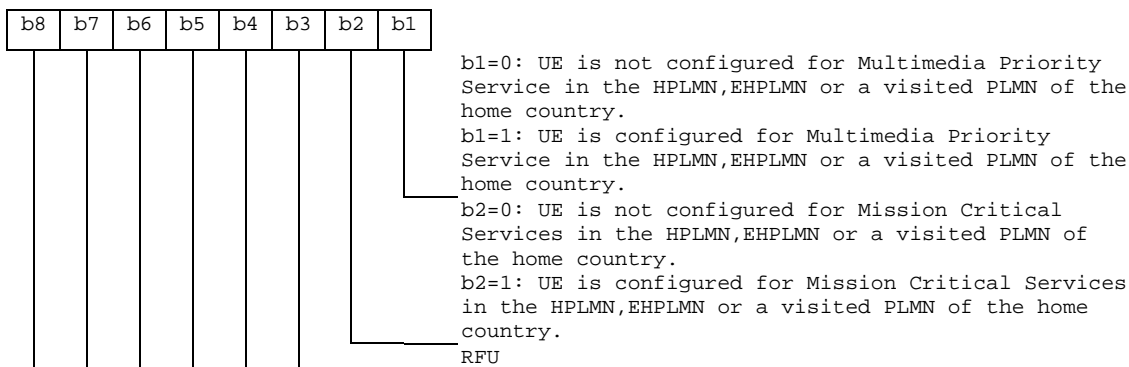 b8 b7 b6 b5 b4 b3 b2 b1
b1=0: UE is not configured for Multimedia Priority
Service in the HPLMN,EHPLMN or a visited PLMN of the
home country.
b1=1: UE is configured for Multimedia Priority
Service in the HPLMN,EHPLMN or a visited PLMN of the
home country.
b2=0: UE is not configured for Mission Critical
Services in the HPLMN,EHPLMN or a visited PLMN of
the home country.
b2=1: UE is configured for Mission Critical Services
in the HPLMN,EHPLMN or a visited PLMN of the home
country.
RFU